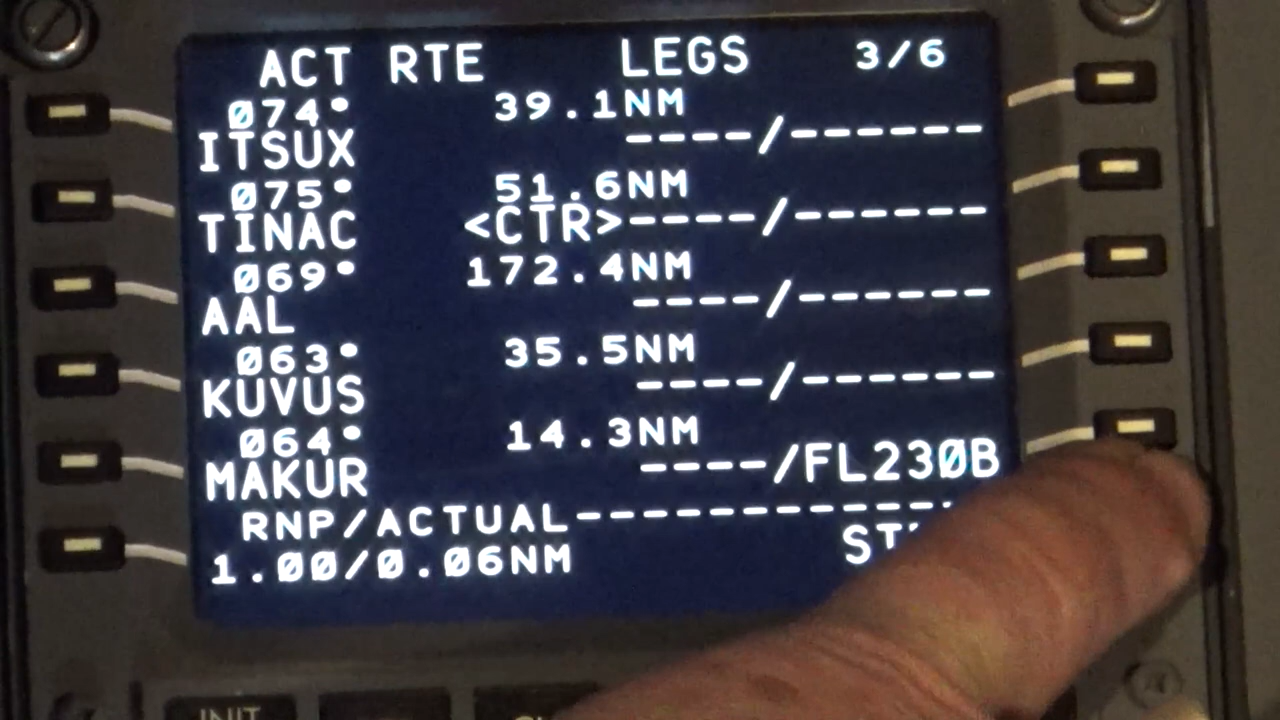 ACT RTE LEGS 3/6
074° 39.1NM
ITSUX ----/------
075° 51.6NM
TINAC <CTR>----/------
069° 172.4NM
AAL ----/------
063° 35.5NM
KUVUS ----/------
064° 14.3NM
MAKUR ----/FL230B
RNP/ACTUAL------------
1.00/0.06NM
INIT